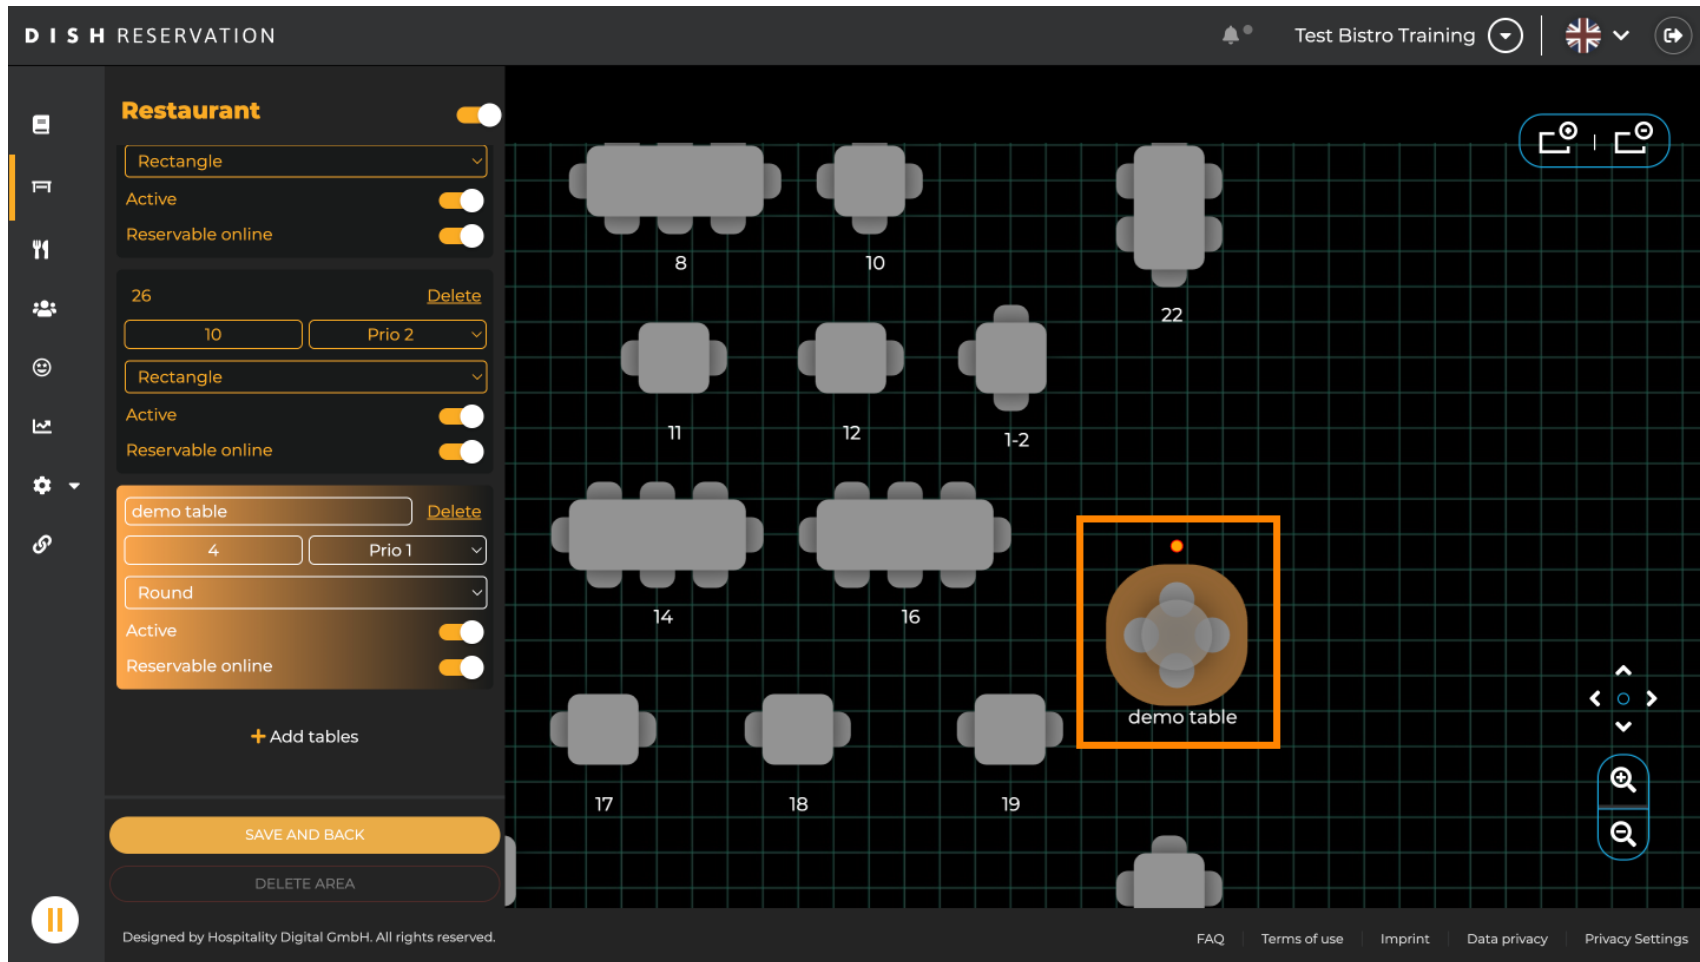 DISH RESERVATION
Test Bistro Training
Restaurant
Rectangle
Active
Reservable online
26 Delete
10 Prio 2
Rectangle
Active
Reservable online
demo table Delete
4 Prio 1
Round
Active
Reservable online
+ Add tables
SAVE AND BACK
DELETE AREA
8
10
22
11
12
1-2
14
16
demo table
17
18
19
Designed by Hospitality Digital GmbH. All rights reserved.
FAQ
Terms of use
Imprint
Data privacy
Privacy Settings